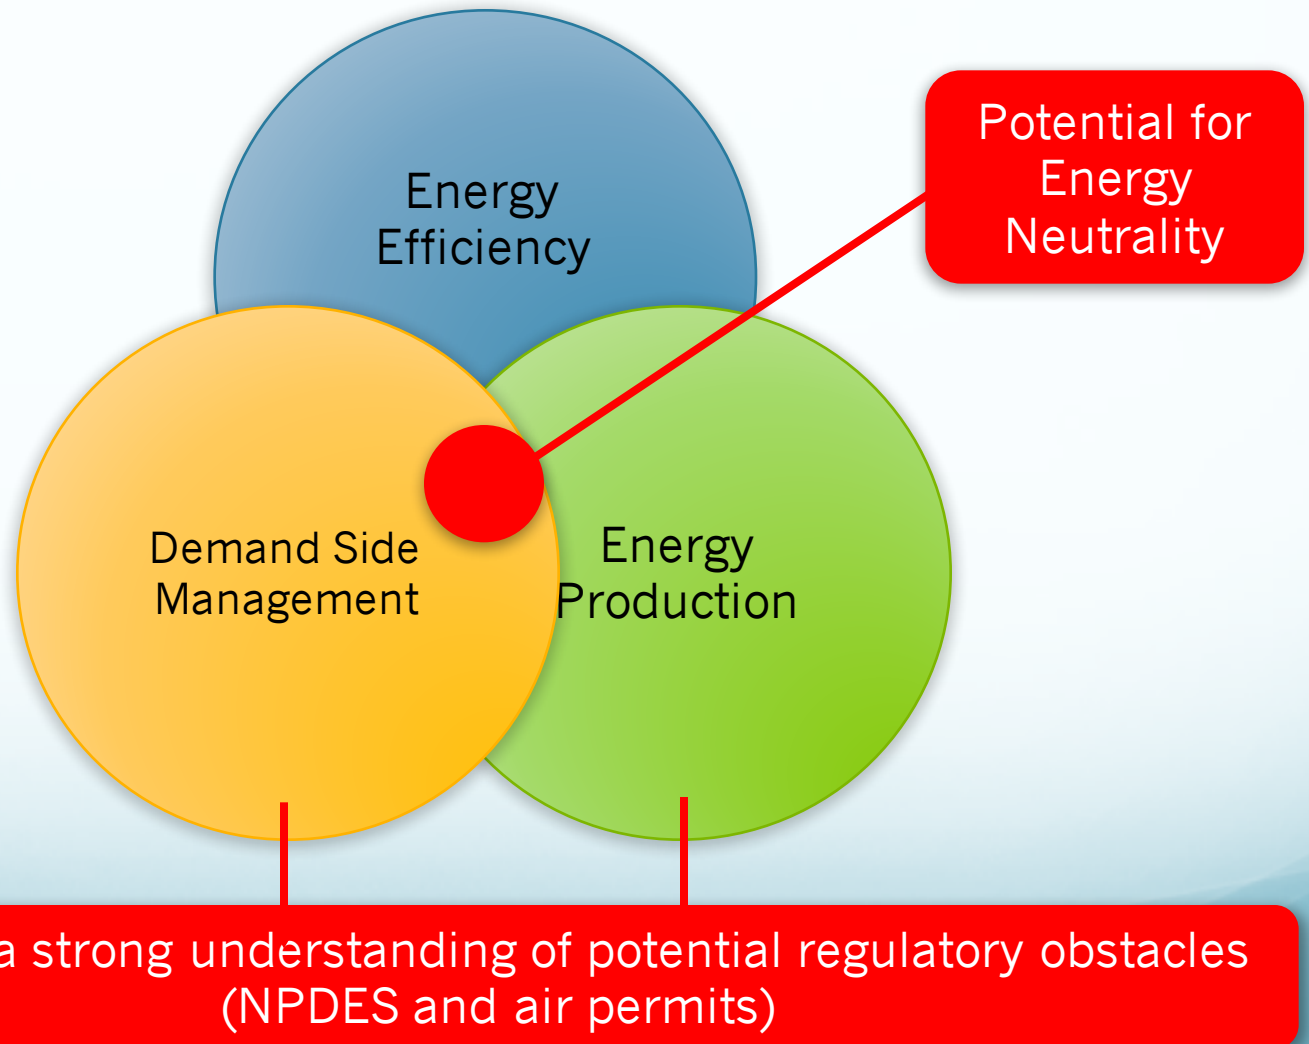 Energy
Efficiency
Potential for
Energy
Neutrality
Demand Side
Management
Energy
Production
a strong understanding of potential regulatory obstacles
(NPDES and air permits)